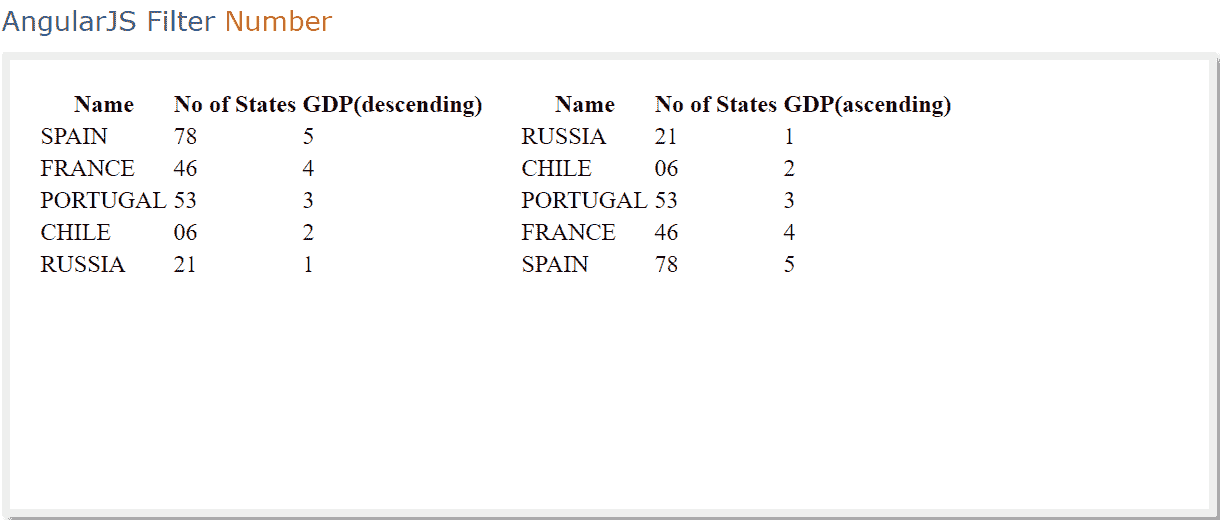 AngularJS Filter Number
Name No of States GDP(descending) Name No of States GDP(ascending)
SPAIN 78 5 RUSSIA 21 1
FRANCE 46 4 CHILE 06 2
PORTUGAL 53 3 PORTUGAL 53 3
CHILE 06 2 FRANCE 46 4
RUSSIA 21 1 SPAIN 78 5